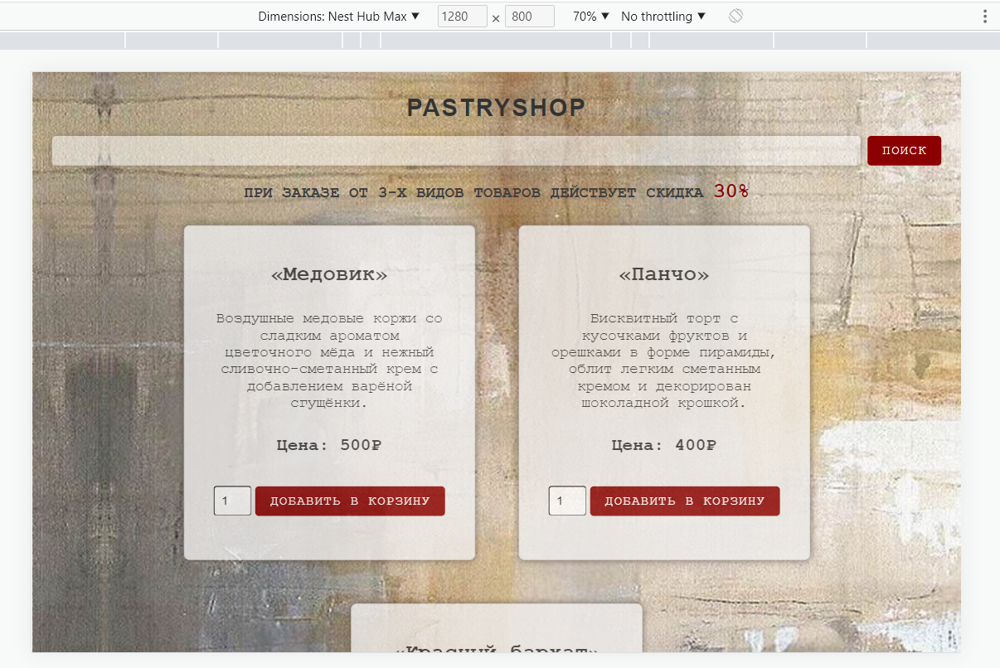 Dimensions: Nest Hub Max ▼ 1280 × 800 70% ▼ No throttling ▼
PASTRYSHOP
ПОИСК
ПРИ ЗАКАЗЕ ОТ 3-Х ВИДОВ ТОВАРОВ ДЕЙСТВУЕТ СКИДКА 30%
«Медовик»
Воздушные медовые коржи со
сладким ароматом
цветочного мёда и нежный
сливочно-сметанный крем с
добавлением варёной
сгущёнки.
Цена: 500₽
1 ДОБАВИТЬ В КОРЗИНУ
«Панчо»
Бисквитный торт с
кусочками фруктов и
орешками в форме пирамиды,
облит легким сметанным
кремом и декорирован
шоколадной крошкой.
Цена: 400₽
1 ДОБАВИТЬ В КОРЗИНУ
«Красный бархат»